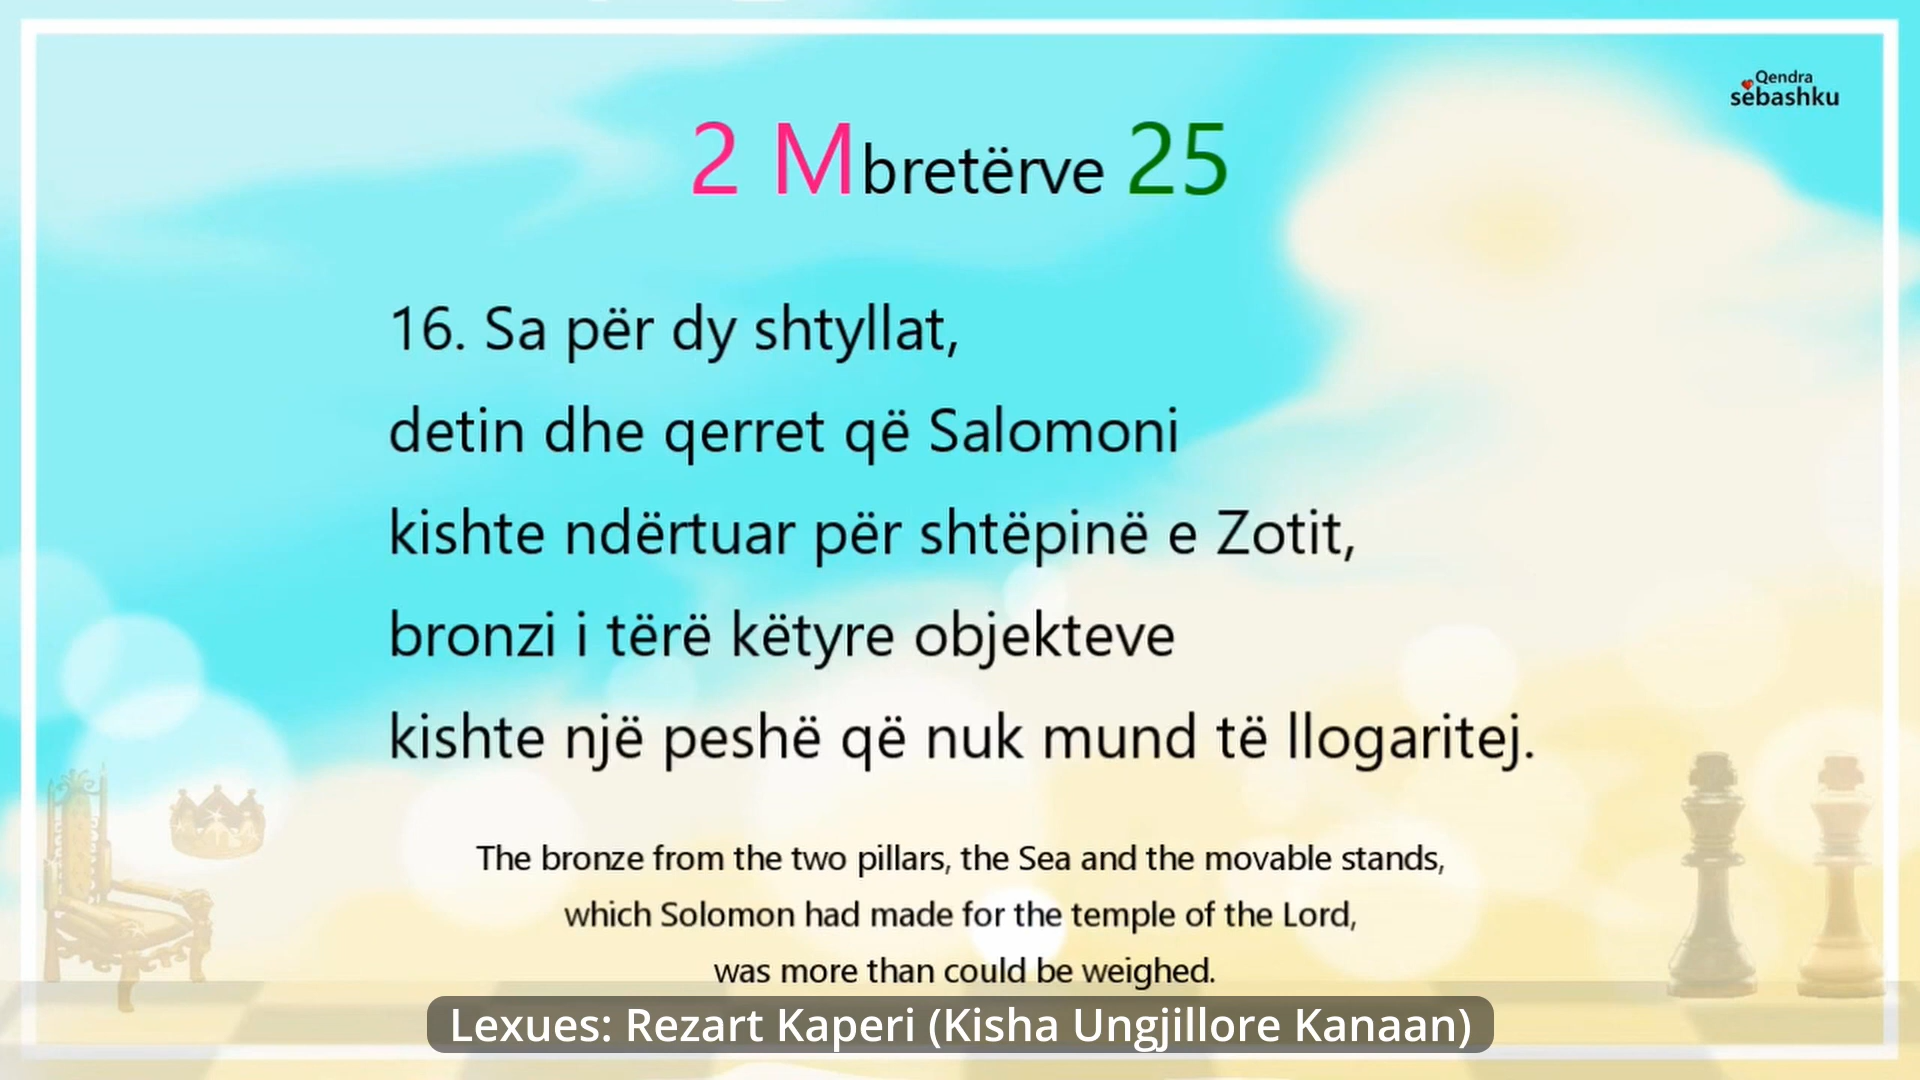 Qendra
sëbashku
2 Mbretërve 25
16. Sa për dy shtyllat,
detin dhe qerret që Salomoni
kishte ndërtuar për shtëpinë e Zotit,
bronzi i tërë këtyre objekteve
kishte një peshë që nuk mund të llogaritej.
The bronze from the two pillars, the Sea and the movable stands,
which Solomon had made for the temple of the Lord,
was more than could be weighed.
Lexues: Rezart Kaperi (Kisha Ungjillore Kanaan)